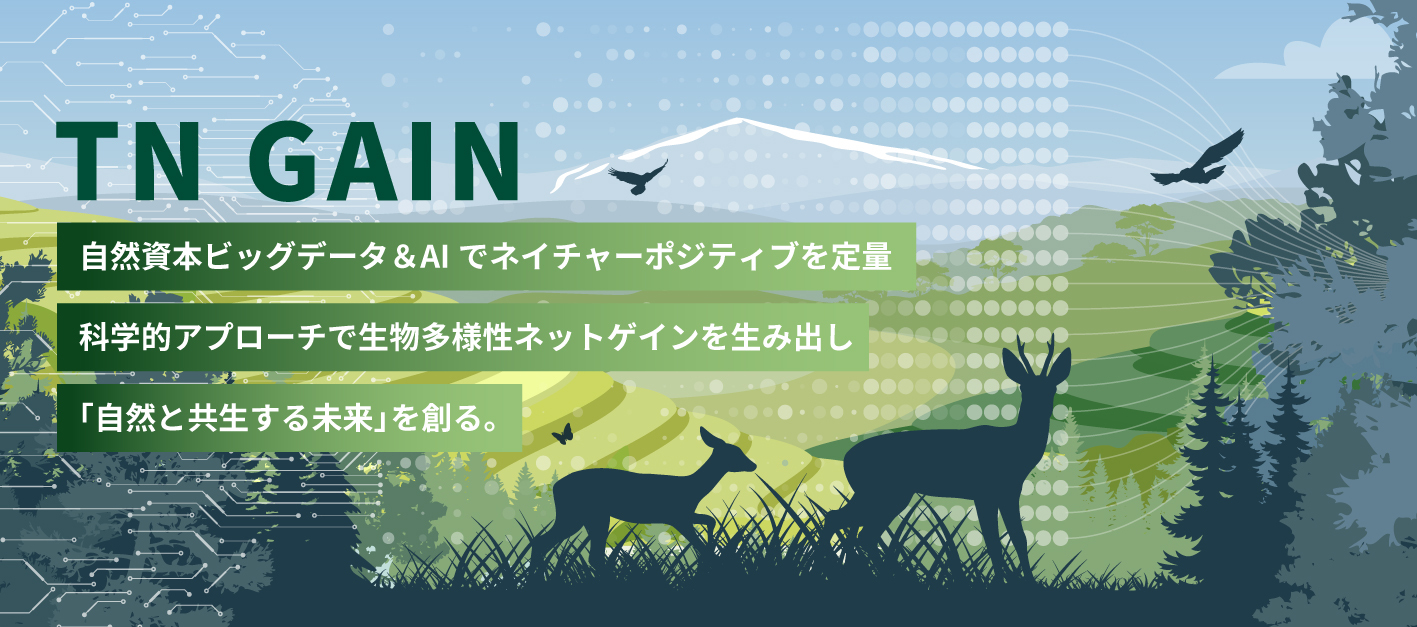 TN GAIN
自然資本ビッグデータ＆AI でネイチャーポジティブを定量
科学的アプローチで生物多様性ネットゲインを生み出し
「自然と共生する未来」を創る。